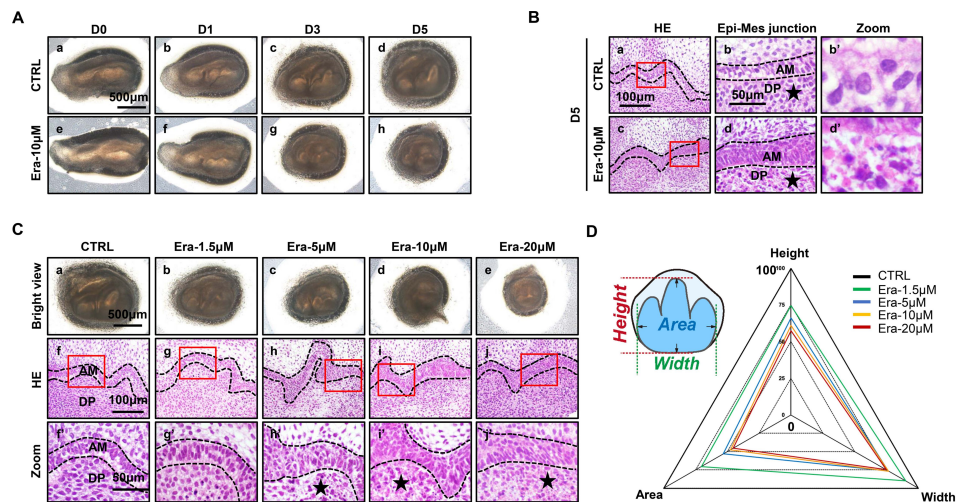 A
D0
D1
D3
D5
CTRL
a
b
c
d
500μm
Era-10μM
e
f
g
h
B
HE
Epi-Mes junction
Zoom
D5
CTRL
a
b
b'
100μm
AM
50μm
DP
Era-10μM
c
d
d'
AM
DP
C
CTRL
Era-1.5μM
Era-5μM
Era-10μM
Era-20μM
Bright view
a
b
c
d
e
500μm
HE
f
g
h
i
j
AM
DP
100μm
Zoom
f'
g'
h'
i'
j'
AM
DP
50μm
D
Height
100
100
75
50
25
0
0
Area
Width
Height
Area
Width
CTRL
Era-1.5μM
Era-5μM
Era-10μM
Era-20μM